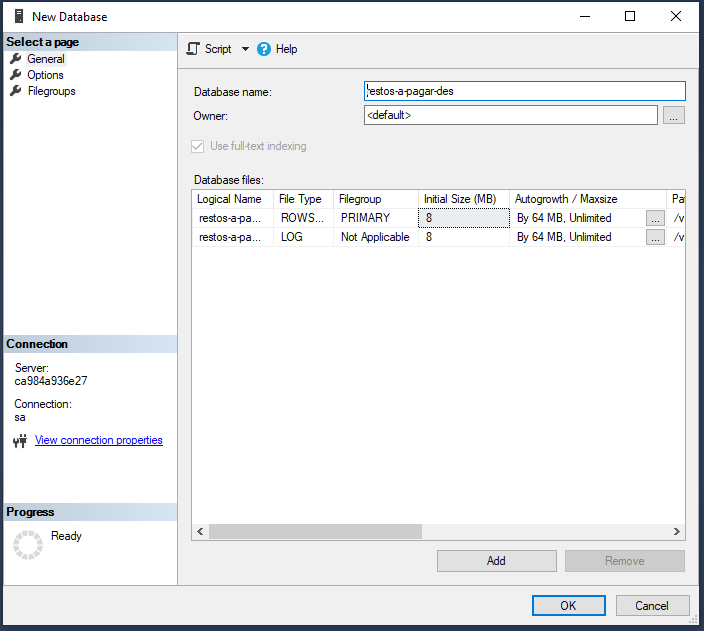 New Database
Select a page
General
Options
Filegroups
Script Help
Database name: restos-a-pagar-des
Owner: <default> ...
Use full-text indexing
Database files:
Logical Name File Type Filegroup Initial Size (MB) Autogrowth / Maxsize Pat
restos-a-pa... ROWS... PRIMARY 8 By 64 MB, Unlimited ... /v
restos-a-pa... LOG Not Applicable 8 By 64 MB, Unlimited ... /v
Connection
Server:
ca984a936e27
Connection:
sa
View connection properties
Progress
Ready
Add Remove
OK Cancel